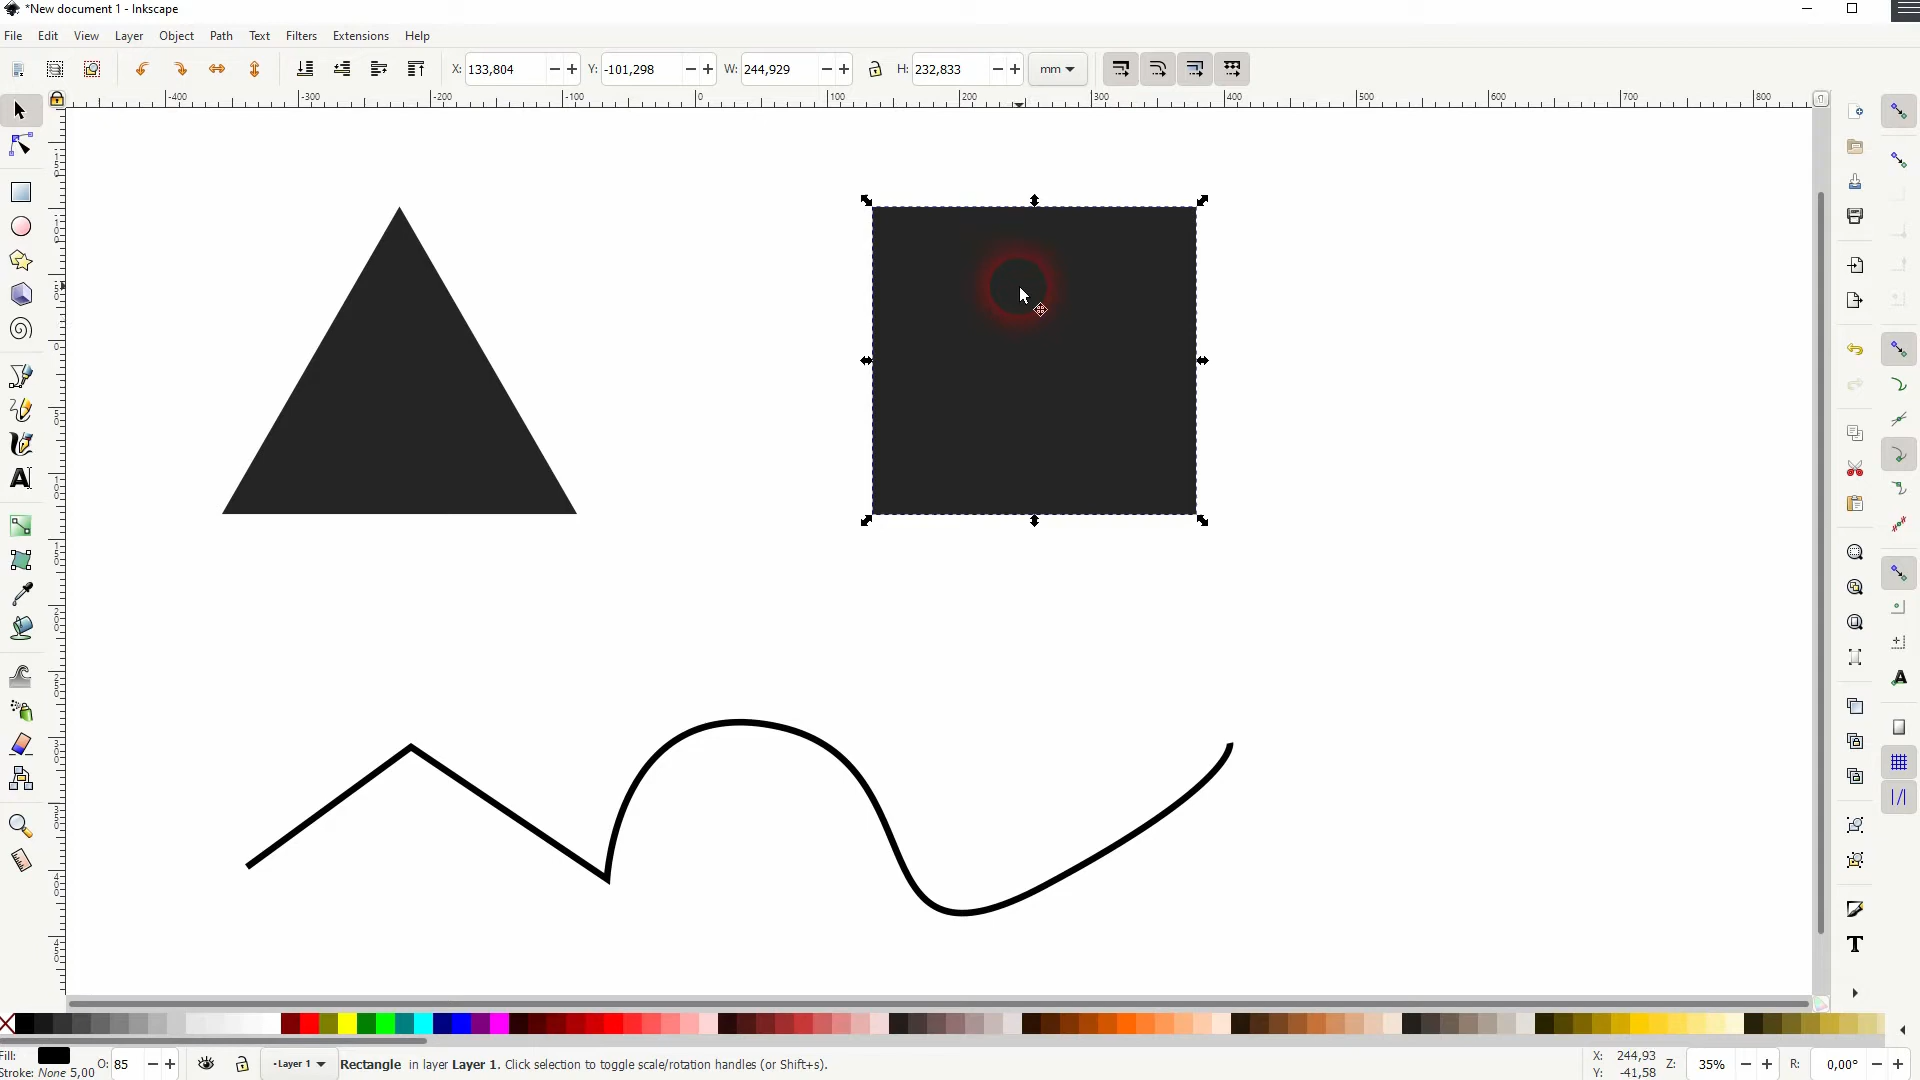 *New document 1 - Inkscape
File Edit View Layer Object Path Text Filters Extensions Help
X: 133,804 Y: -101,298 W: 244,929 H: 232,833 mm
-400 -300 -200 -100 0 100 200 300 400 500 600 700 800
Fill: O: 85 Layer 1 Rectangle in layer Layer 1. Click selection to toggle scale/rotation handles (or Shift+s). X: 244,93 Z: 35% R: 0,00°
Stroke: None 5,00 Y: -41,58